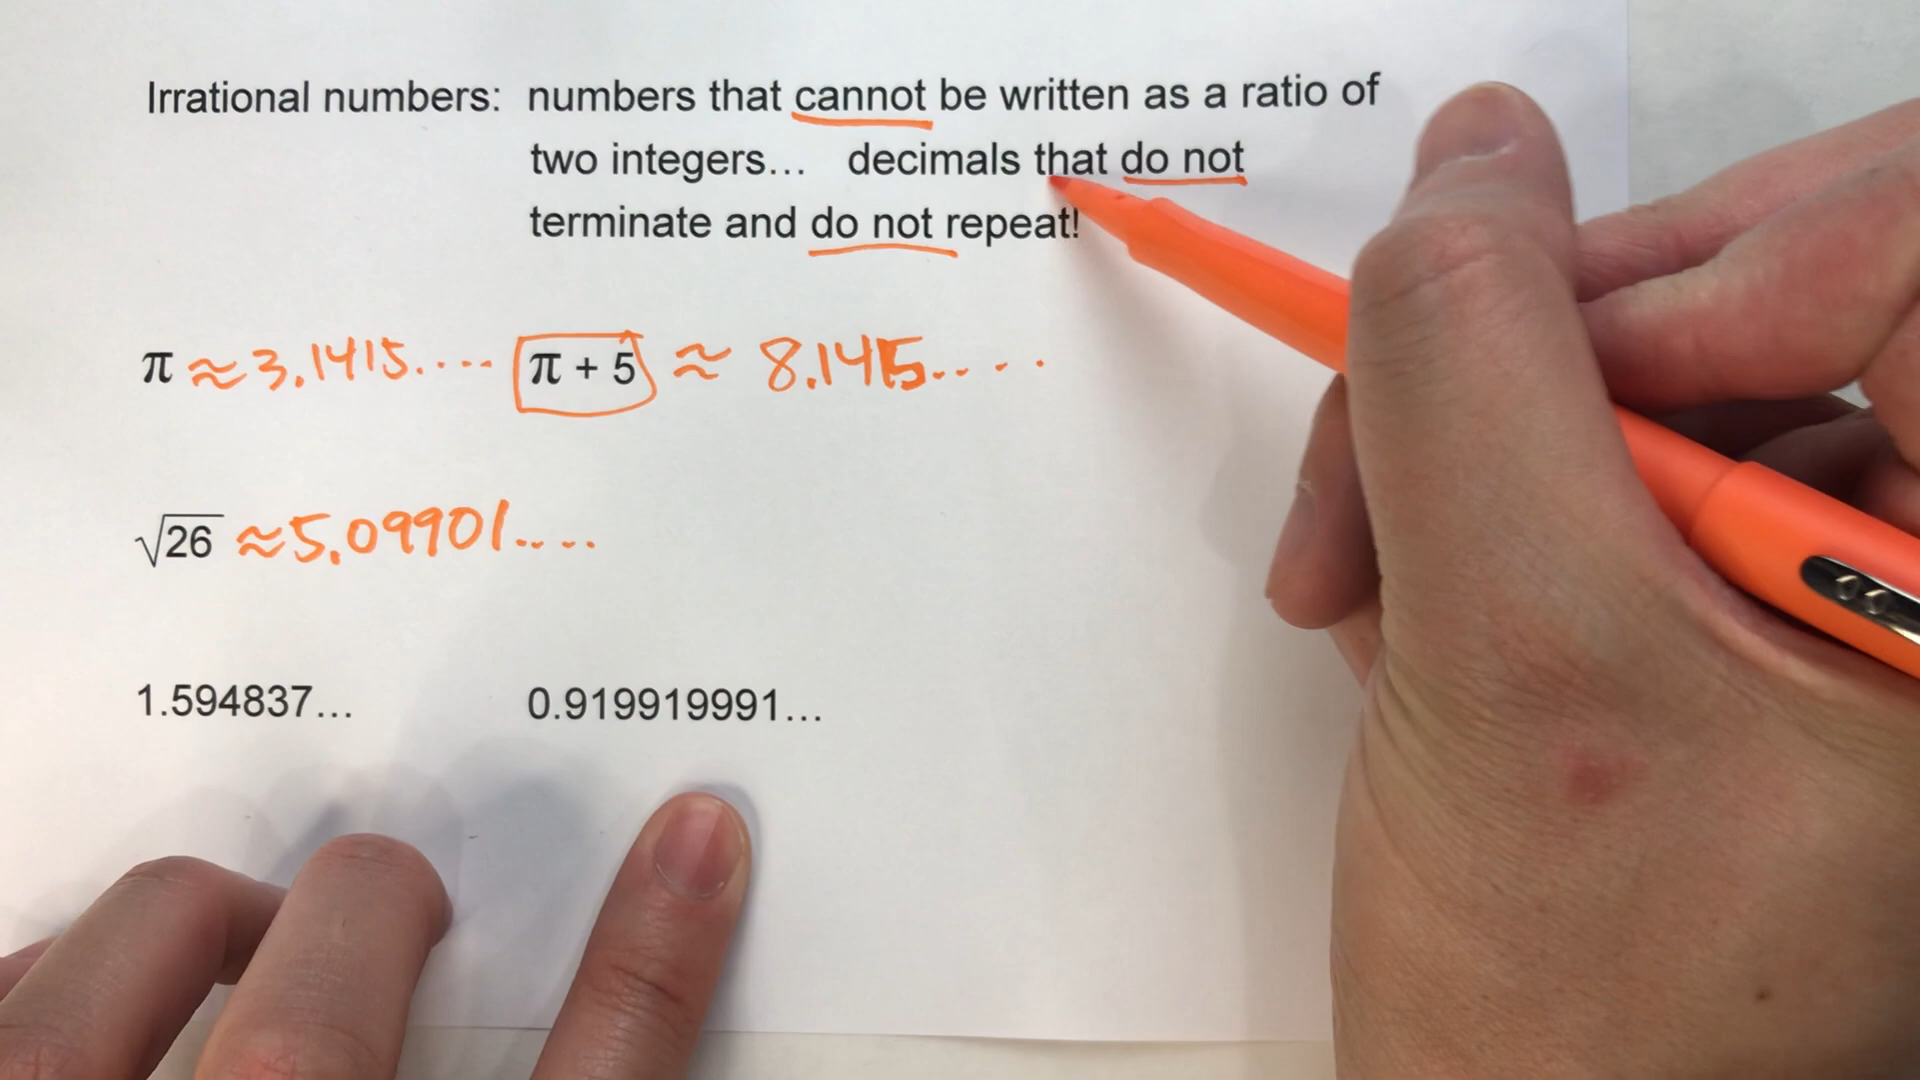 Irrational numbers: numbers that cannot be written as a ratio of
two integers... decimals that do not
terminate and do not repeat!
π ≈ 3.1415.... π + 5 ≈ 8.1415....
√26 ≈ 5.09901....
1.594837... 0.919919991...